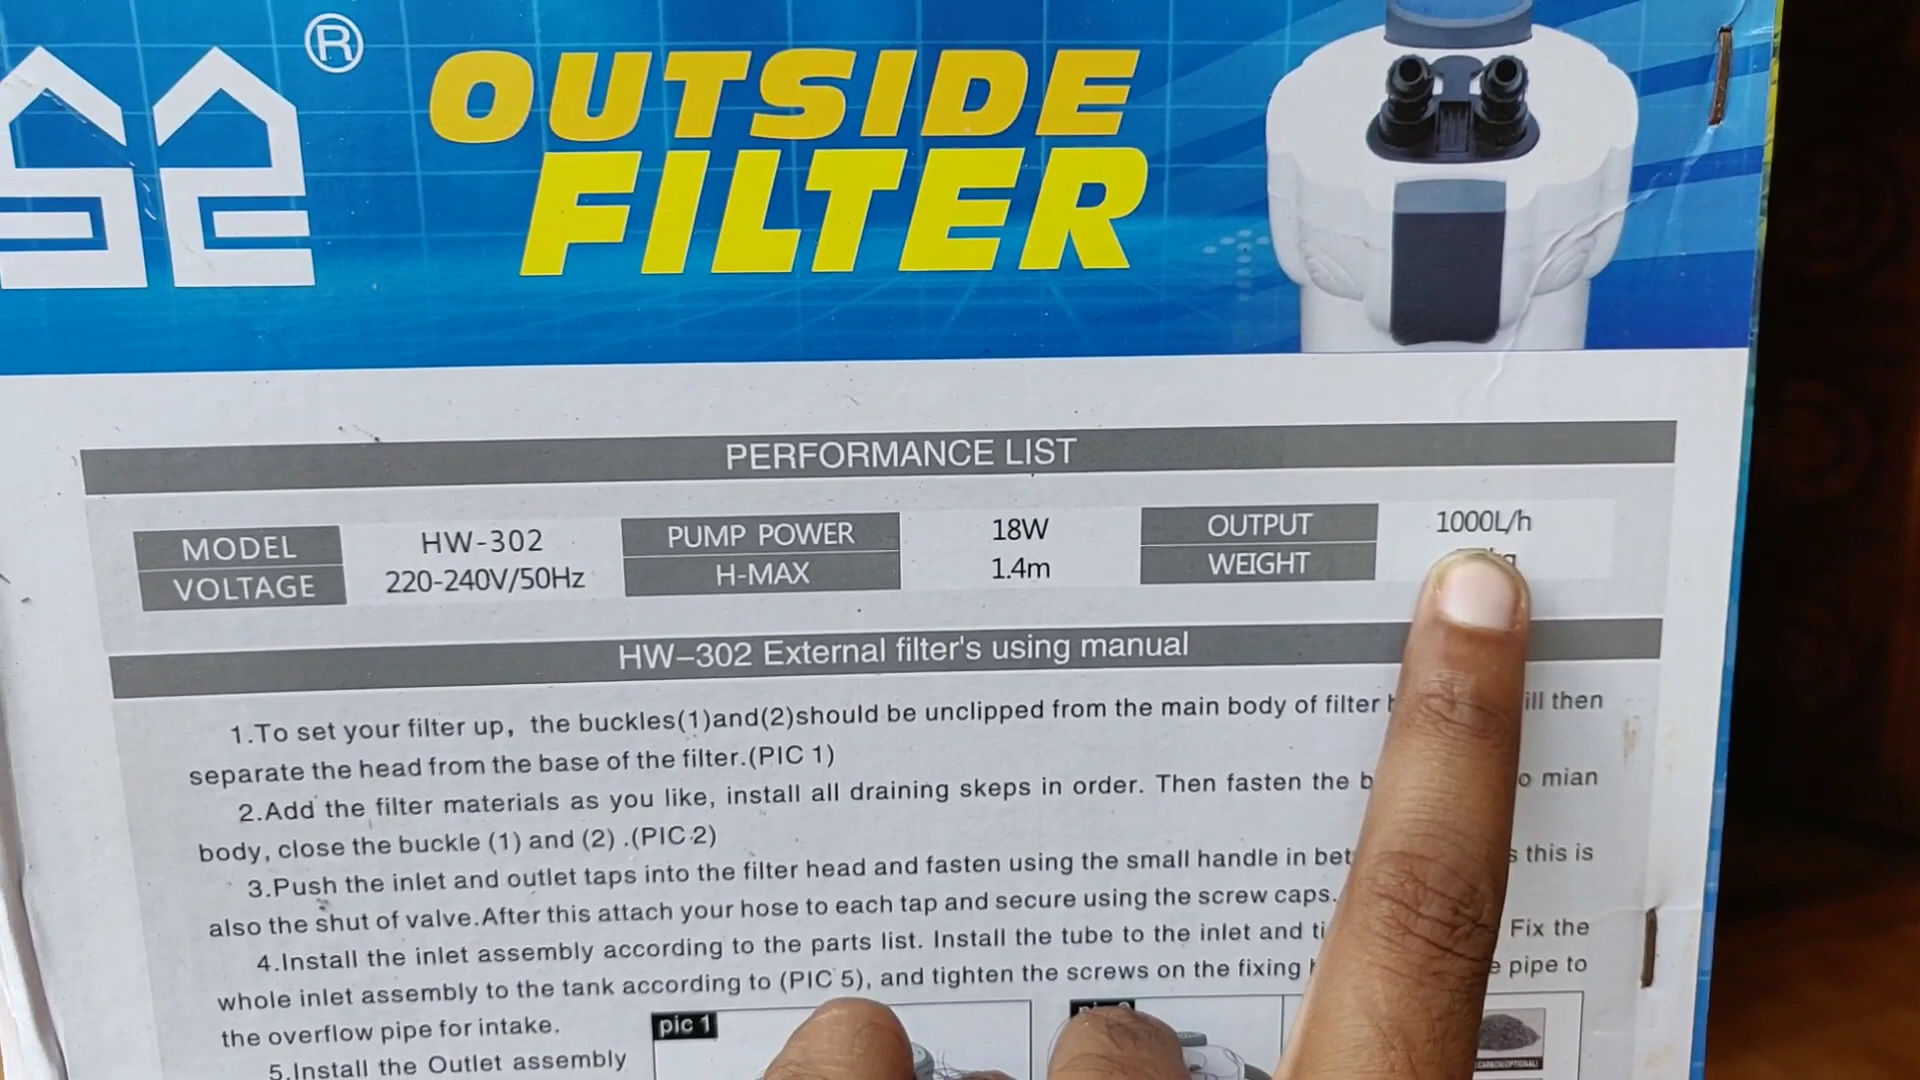 ®
OUTSIDE
FILTER
PERFORMANCE LIST
MODEL HW-302 PUMP POWER 18W OUTPUT 1000L/h
VOLTAGE 220-240V/50Hz H-MAX 1.4m WEIGHT
HW-302 External filter's using manual
1.To set your filter up, the buckles(1)and(2)should be unclipped from the main body of filter then
separate the head from the base of the filter.(PIC 1)
2.Add the filter materials as you like, install all draining skeps in order. Then fasten the mian
body, close the buckle (1) and (2) .(PIC 2)
3.Push the inlet and outlet taps into the filter head and fasten using the small handle in this is
also the shut of valve.After this attach your hose to each tap and secure using the screw caps.
4.Install the inlet assembly according to the parts list. Install the tube to the inlet and Fix the
whole inlet assembly to the tank according to (PIC 5), and tighten the screws on the fixing pipe to
the overflow pipe for intake.
5.Install the Outlet assembly
pic 1